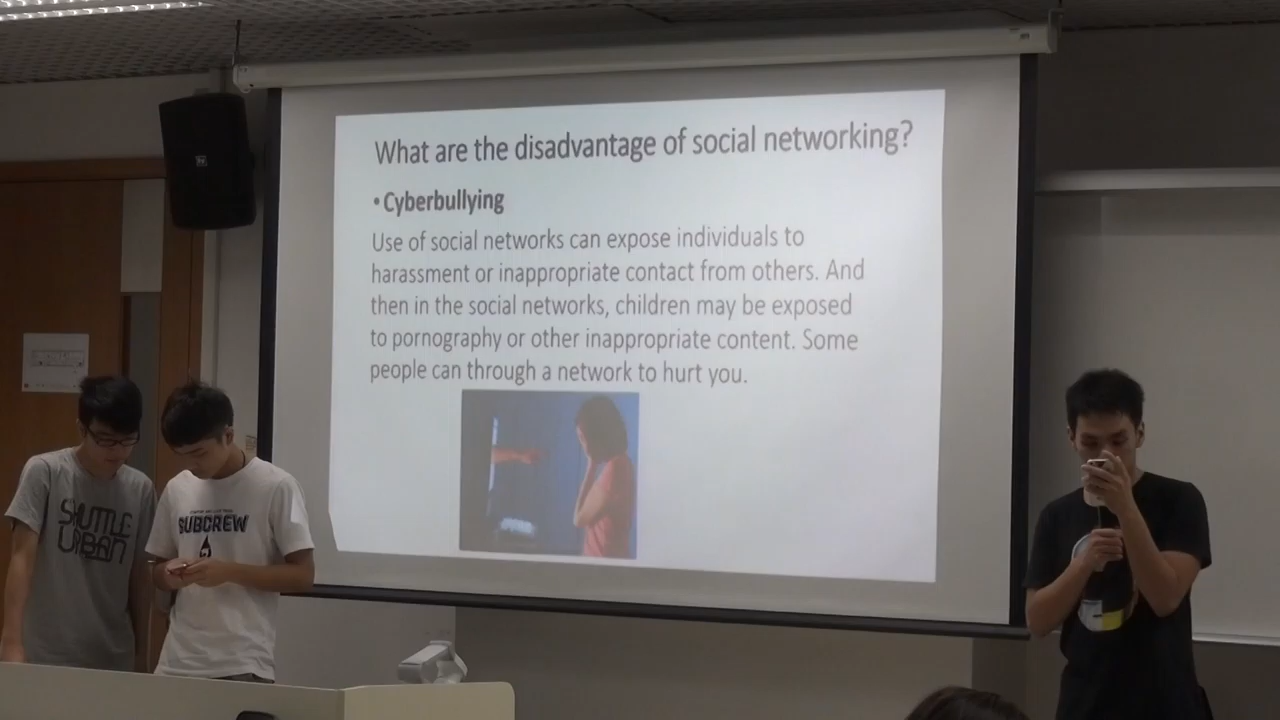 What are the disadvantage of social networking?
• Cyberbullying
Use of social networks can expose individuals to
harassment or inappropriate contact from others. And
then in the social networks, children may be exposed
to pornography or other inappropriate content. Some
people can through a network to hurt you.
SHUTTLE
URBAN
SUBCREW